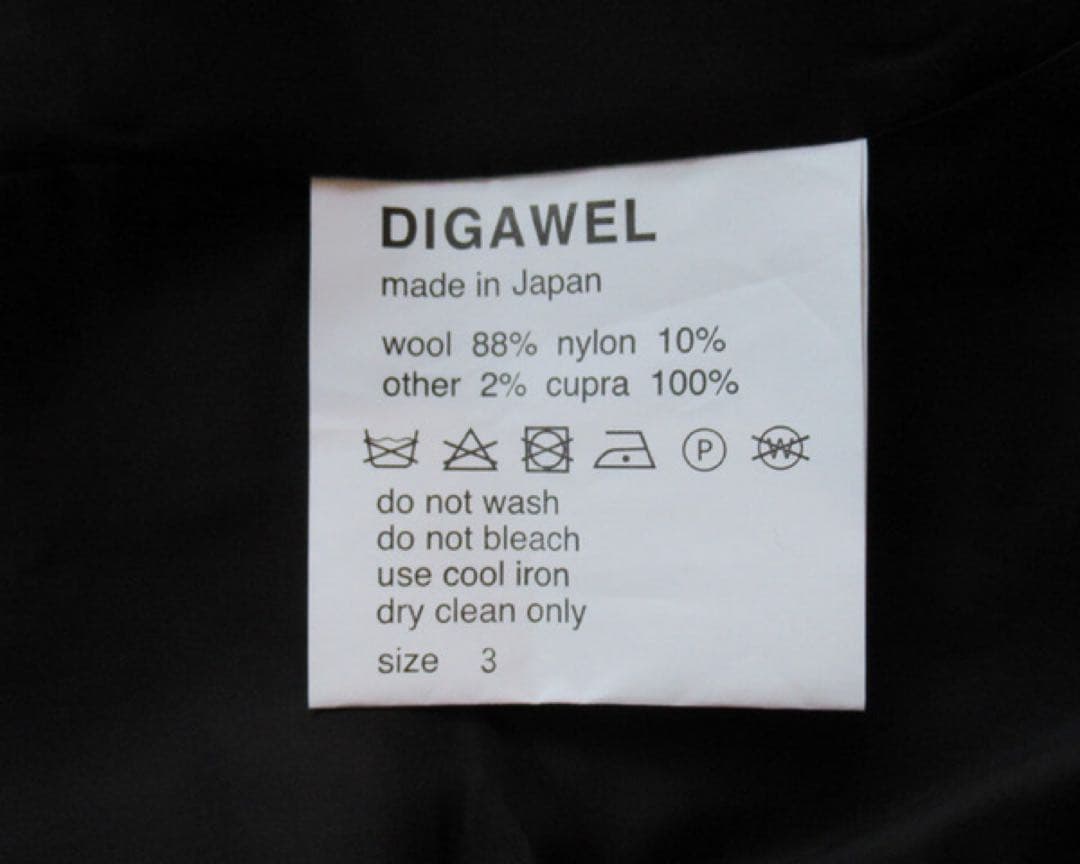 DIGAWEL
made in Japan
wool 88% nylon 10%
other 2% cupra 100%
P W
do not wash
do not bleach
use cool iron
dry clean only
size 3